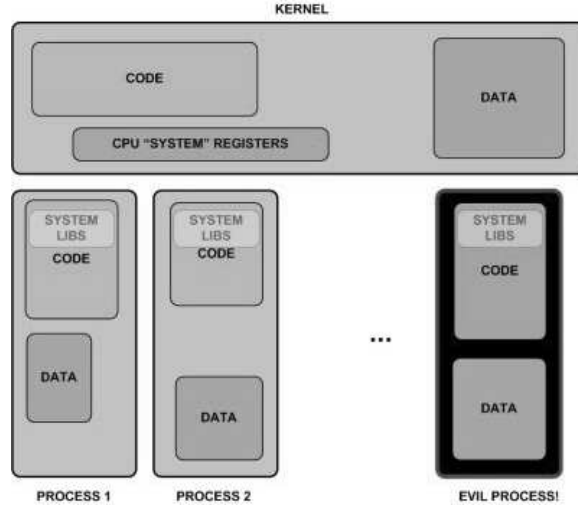 KERNEL
CODE
DATA
CPU "SYSTEM" REGISTERS
SYSTEM
LIBS
CODE
DATA
SYSTEM
LIBS
CODE
DATA
...
SYSTEM
LIBS
CODE
DATA
PROCESS 1
PROCESS 2
EVIL PROCESS!